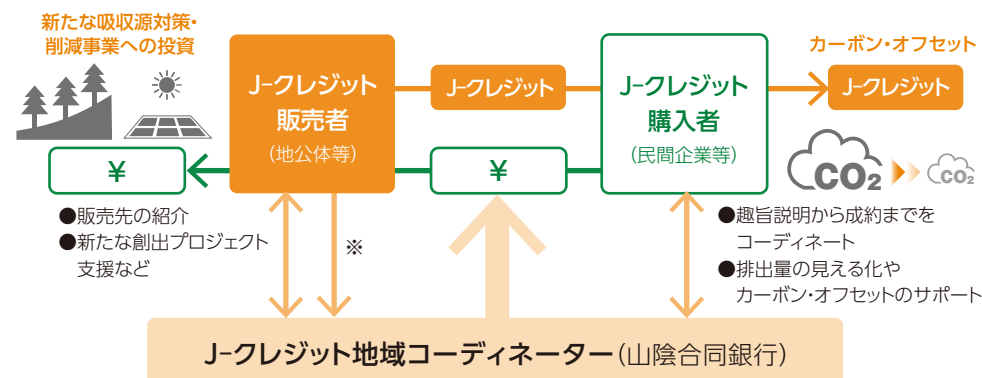 新たな吸収源対策・
削減事業への投資
J-クレジット
販売者
(地公体等)
J-クレジット
J-クレジット
購入者
(民間企業等)
カーボン・オフセット
J-クレジット
¥
¥
CO2
CO2
●販売先の紹介
●新たな創出プロジェクト
支援など
※
●趣旨説明から成約までを
コーディネート
●排出量の見える化や
カーボン・オフセットのサポート
J-クレジット地域コーディネーター(山陰合同銀行)